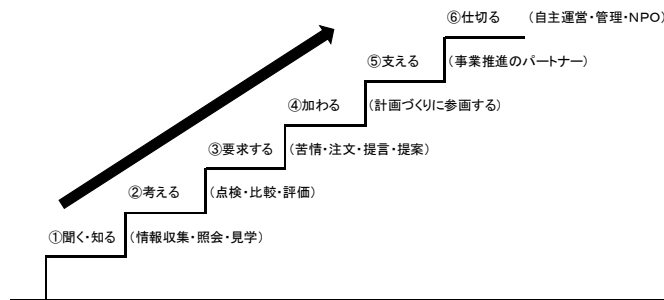 ⑥仕切る （自主運営・管理・NPO）
⑤支える （事業推進のパートナー）
④加わる （計画づくりに参画する）
③要求する （苦情・注文・提言・提案）
②考える （点検・比較・評価）
①聞く・知る （情報収集・照会・見学）